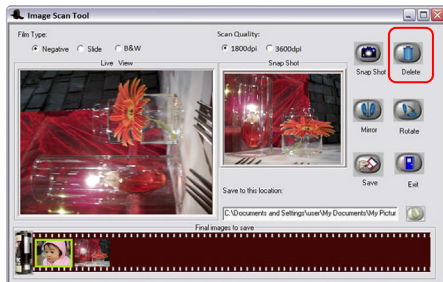 Image Scan Tool
Film Type:
Negative Slide B&W
Scan Quality:
1800dpi 3600dpi
Live View
Snap Shot
Snap Shot Delete
Mirror Rotate
Save Exit
Save to this location:
C:\Documents and Settings\user\My Documents\My Pictur
Final images to save